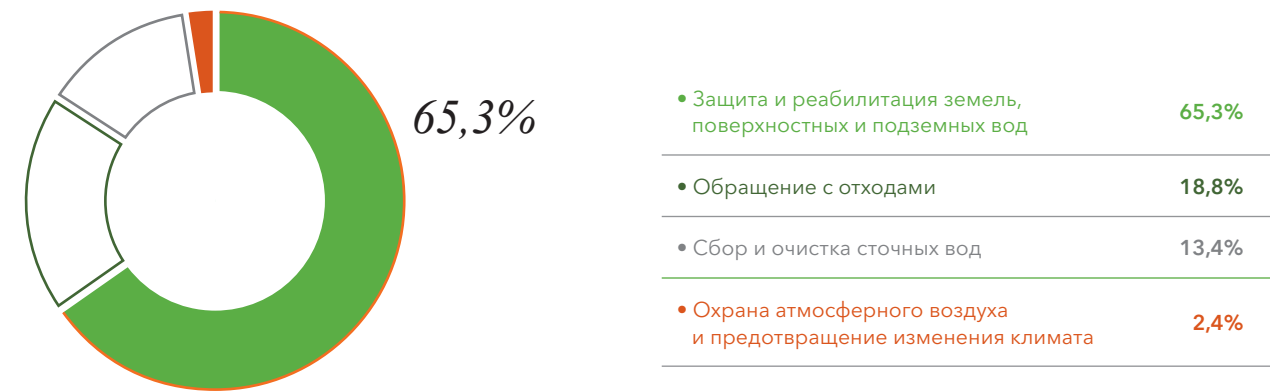 65,3%
• Защита и реабилитация земель,
поверхностных и подземных вод
65,3%
• Обращение с отходами
18,8%
• Сбор и очистка сточных вод
13,4%
• Охрана атмосферного воздуха
и предотвращение изменения климата
2,4%